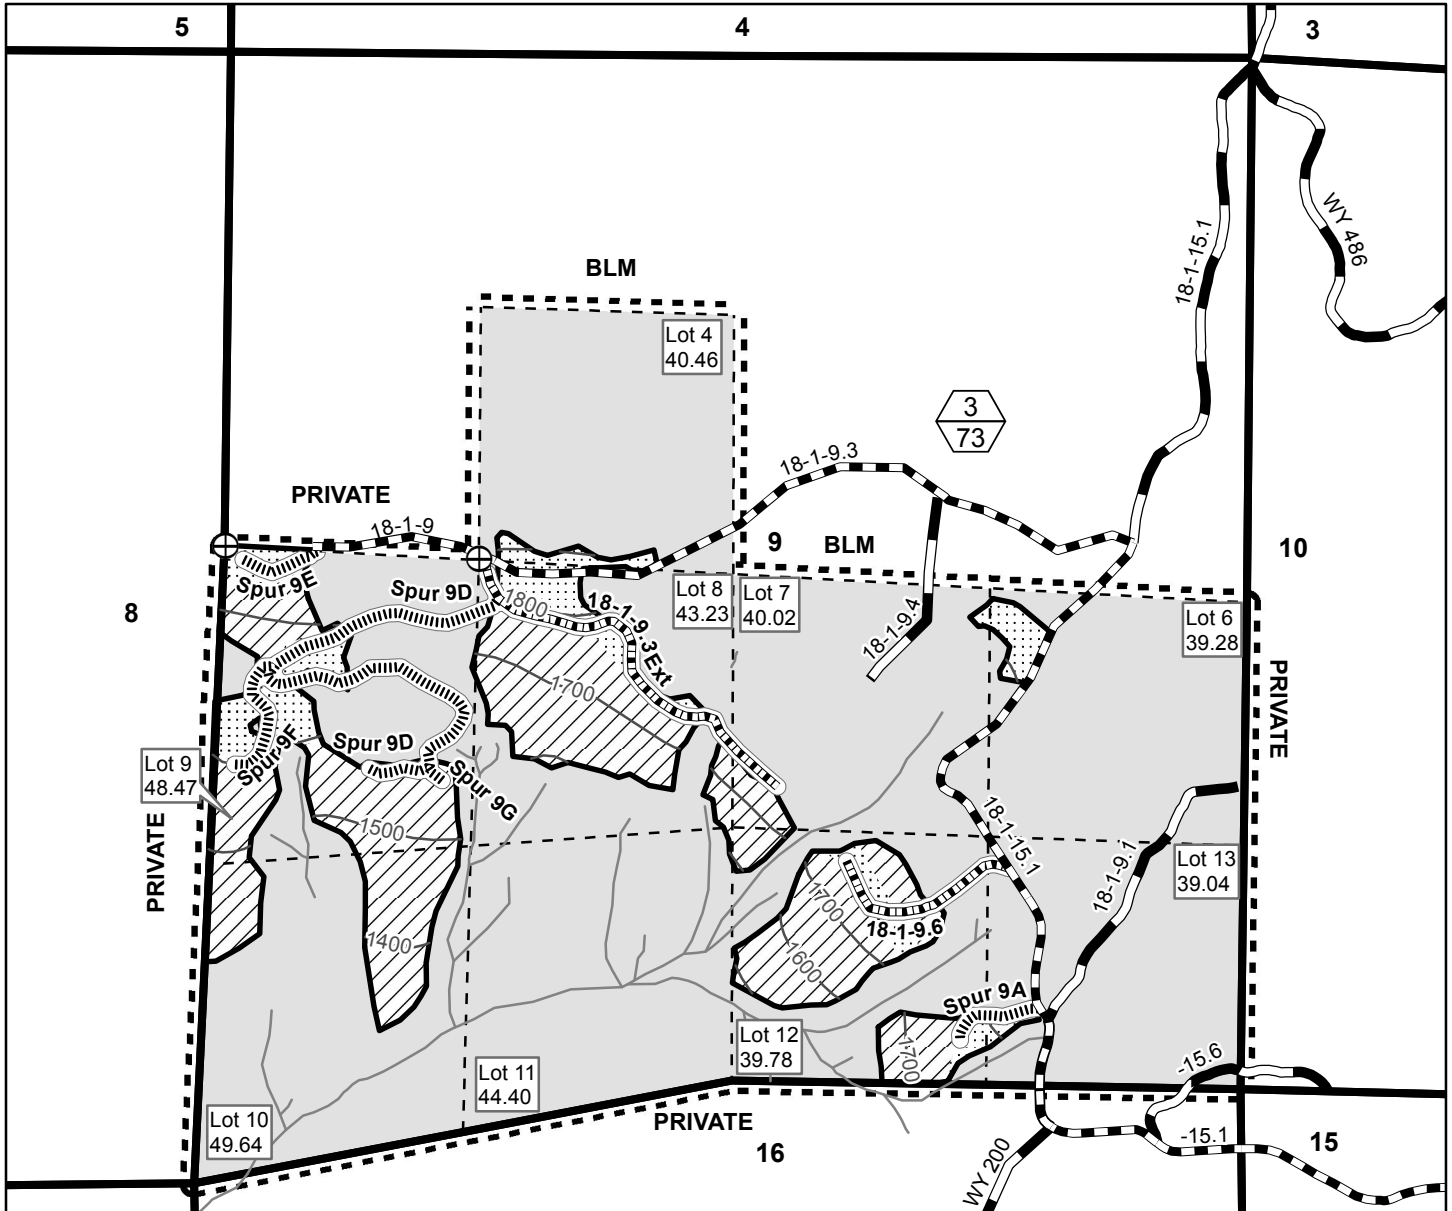 5
4
3
WY 486
18-1-15.1
BLM
Lot 4
40.46
3
73
18-1-9.3
PRIVATE
18-1-9
9
BLM
10
Spur 9E
Spur 9D
1800
18-1-9.3Ext
Lot 8
43.23
Lot 7
40.02
18-1-9.4
Lot 6
39.28
8
1700
PRIVATE
Spur 9F
Spur 9D
Spur 9G
Lot 9
48.47
1500
18-1-15.1
18-1-9.1
Lot 13
39.04
PRIVATE
1700
18-1-9.6
1400
1600
Spur 9A
Lot 12
39.78
1700
Lot 11
44.40
-15.6
Lot 10
49.64
PRIVATE
16
-15.1
15
WY 200